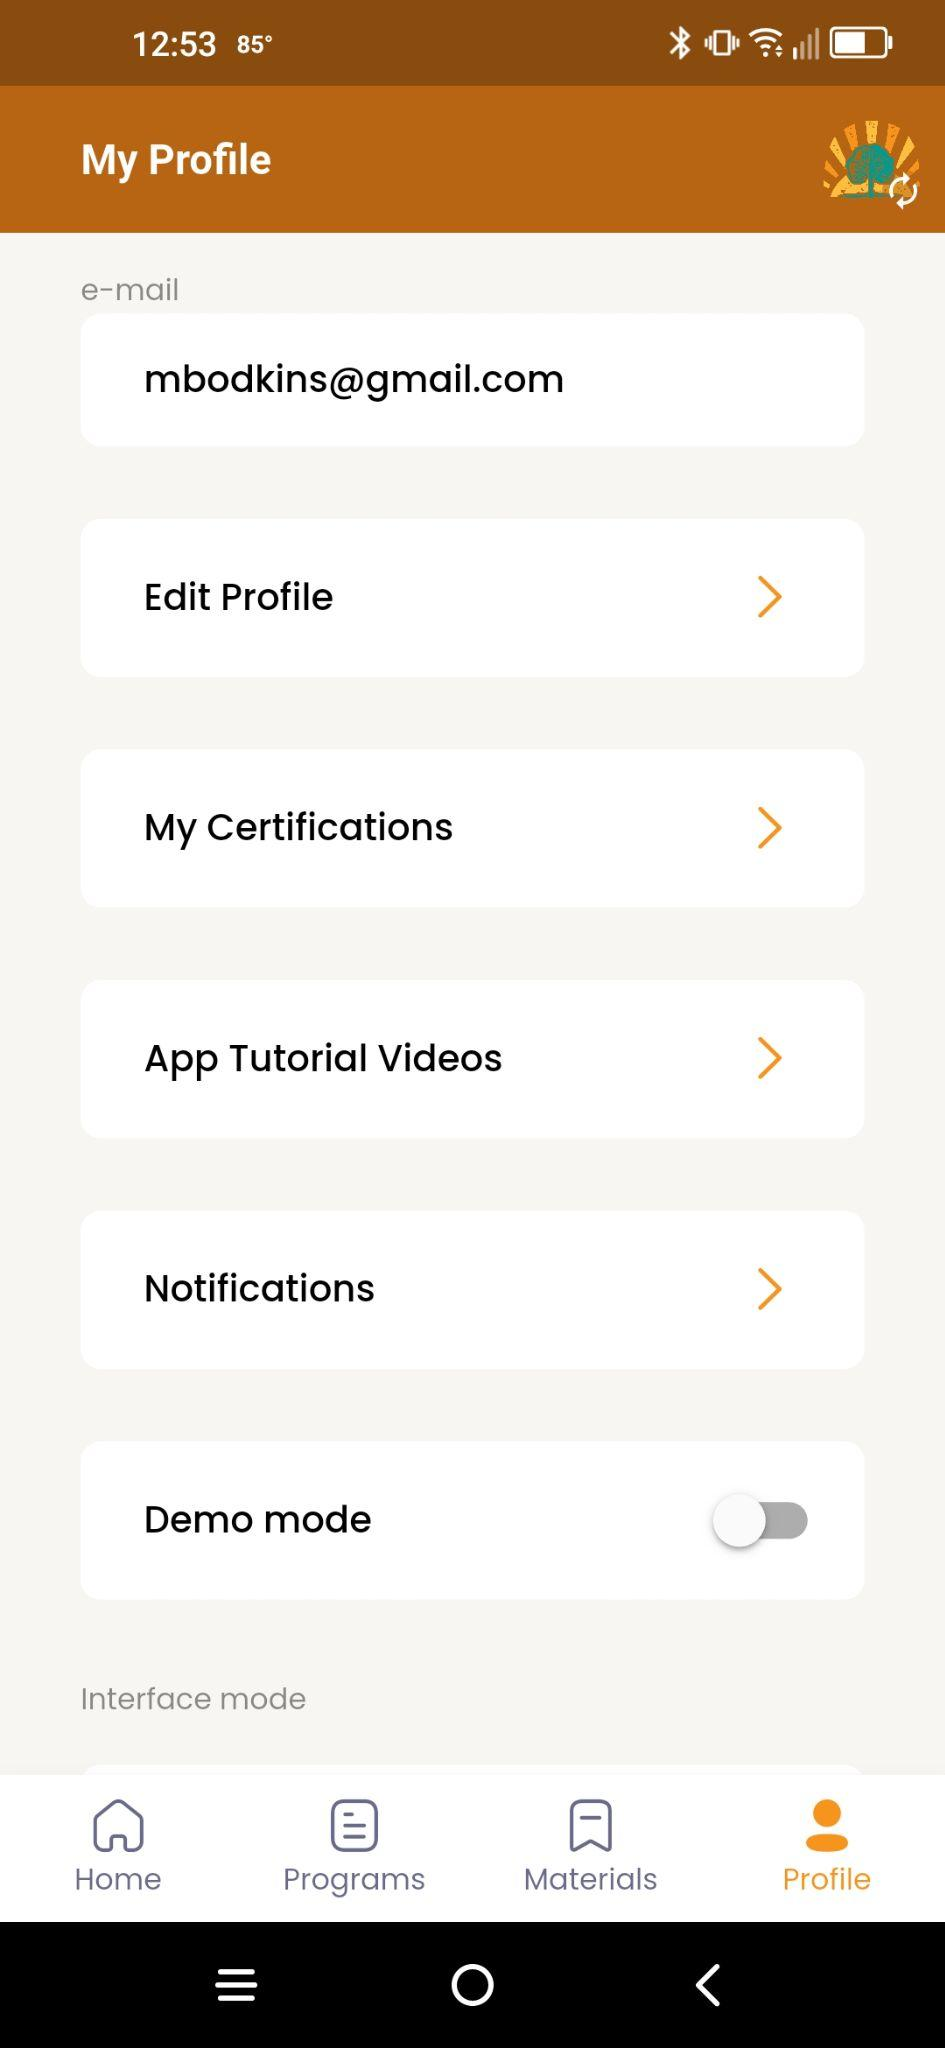 12:53 85°
My Profile
e-mail
mbodkins@gmail.com
Edit Profile
My Certifications
App Tutorial Videos
Notifications
Demo mode
Interface mode
Home Programs Materials Profile